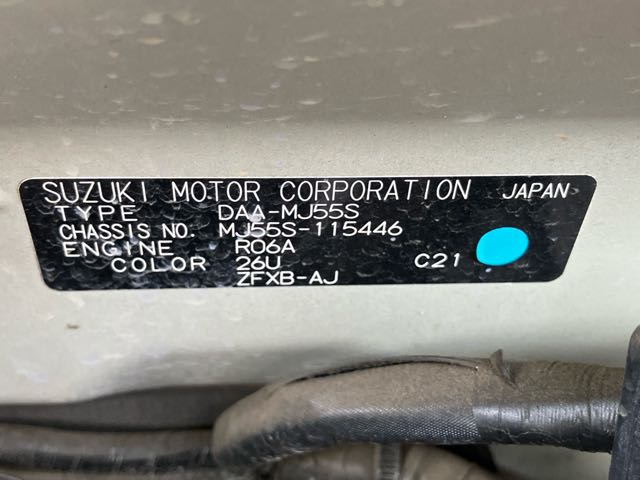 SUZUKI MOTOR CORPORATION JAPAN
TYPE DAA-MJ55S
CHASSIS NO. MJ55S-115446
ENGINE R06A
COLOR 26U C21
ZFXB-AJ